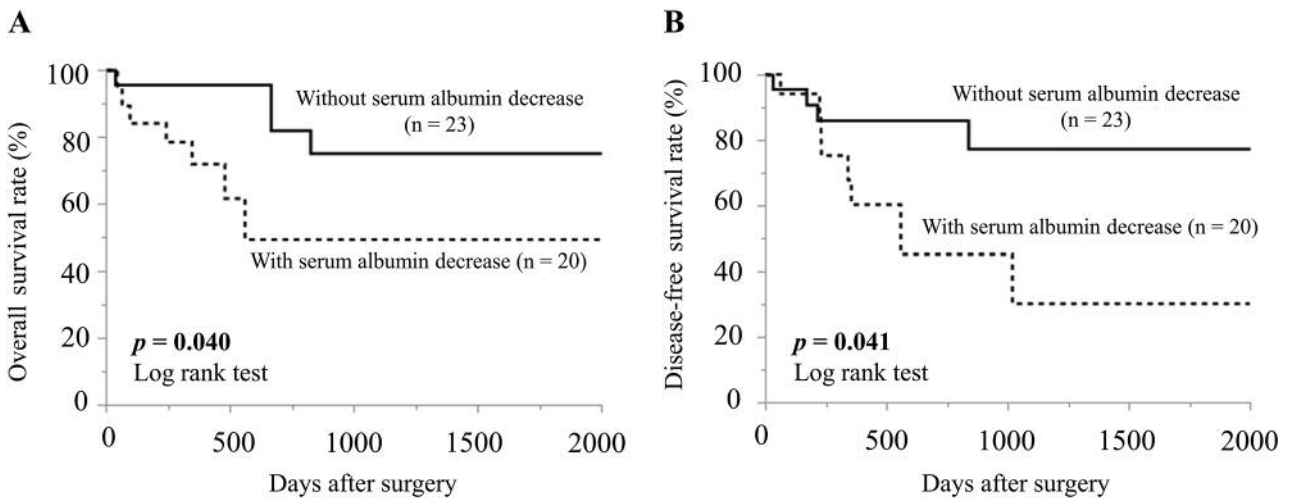 A
Overall survival rate (%)
100
80
60
40
20
0
Without serum albumin decrease
(n = 23)
With serum albumin decrease (n = 20)
p = 0.040
Log rank test
0 500 1000 1500 2000
Days after surgery
B
Disease-free survival rate (%)
100
80
60
40
20
0
Without serum albumin decrease
(n = 23)
With serum albumin decrease (n = 20)
p = 0.041
Log rank test
0 500 1000 1500 2000
Days after surgery